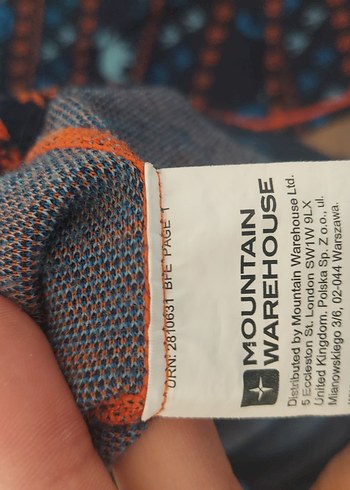 URN: 2810631 BFE PAGE 1
MOUNTAIN
WAREHOUSE
Distributed by Mountain Warehouse Ltd.
5 Eccleston St. London SW1W 9LX
United Kingdom. Polska Sp. Z o.o., ul.
Mianowskiego 3/6, 02-044 Warszawa.